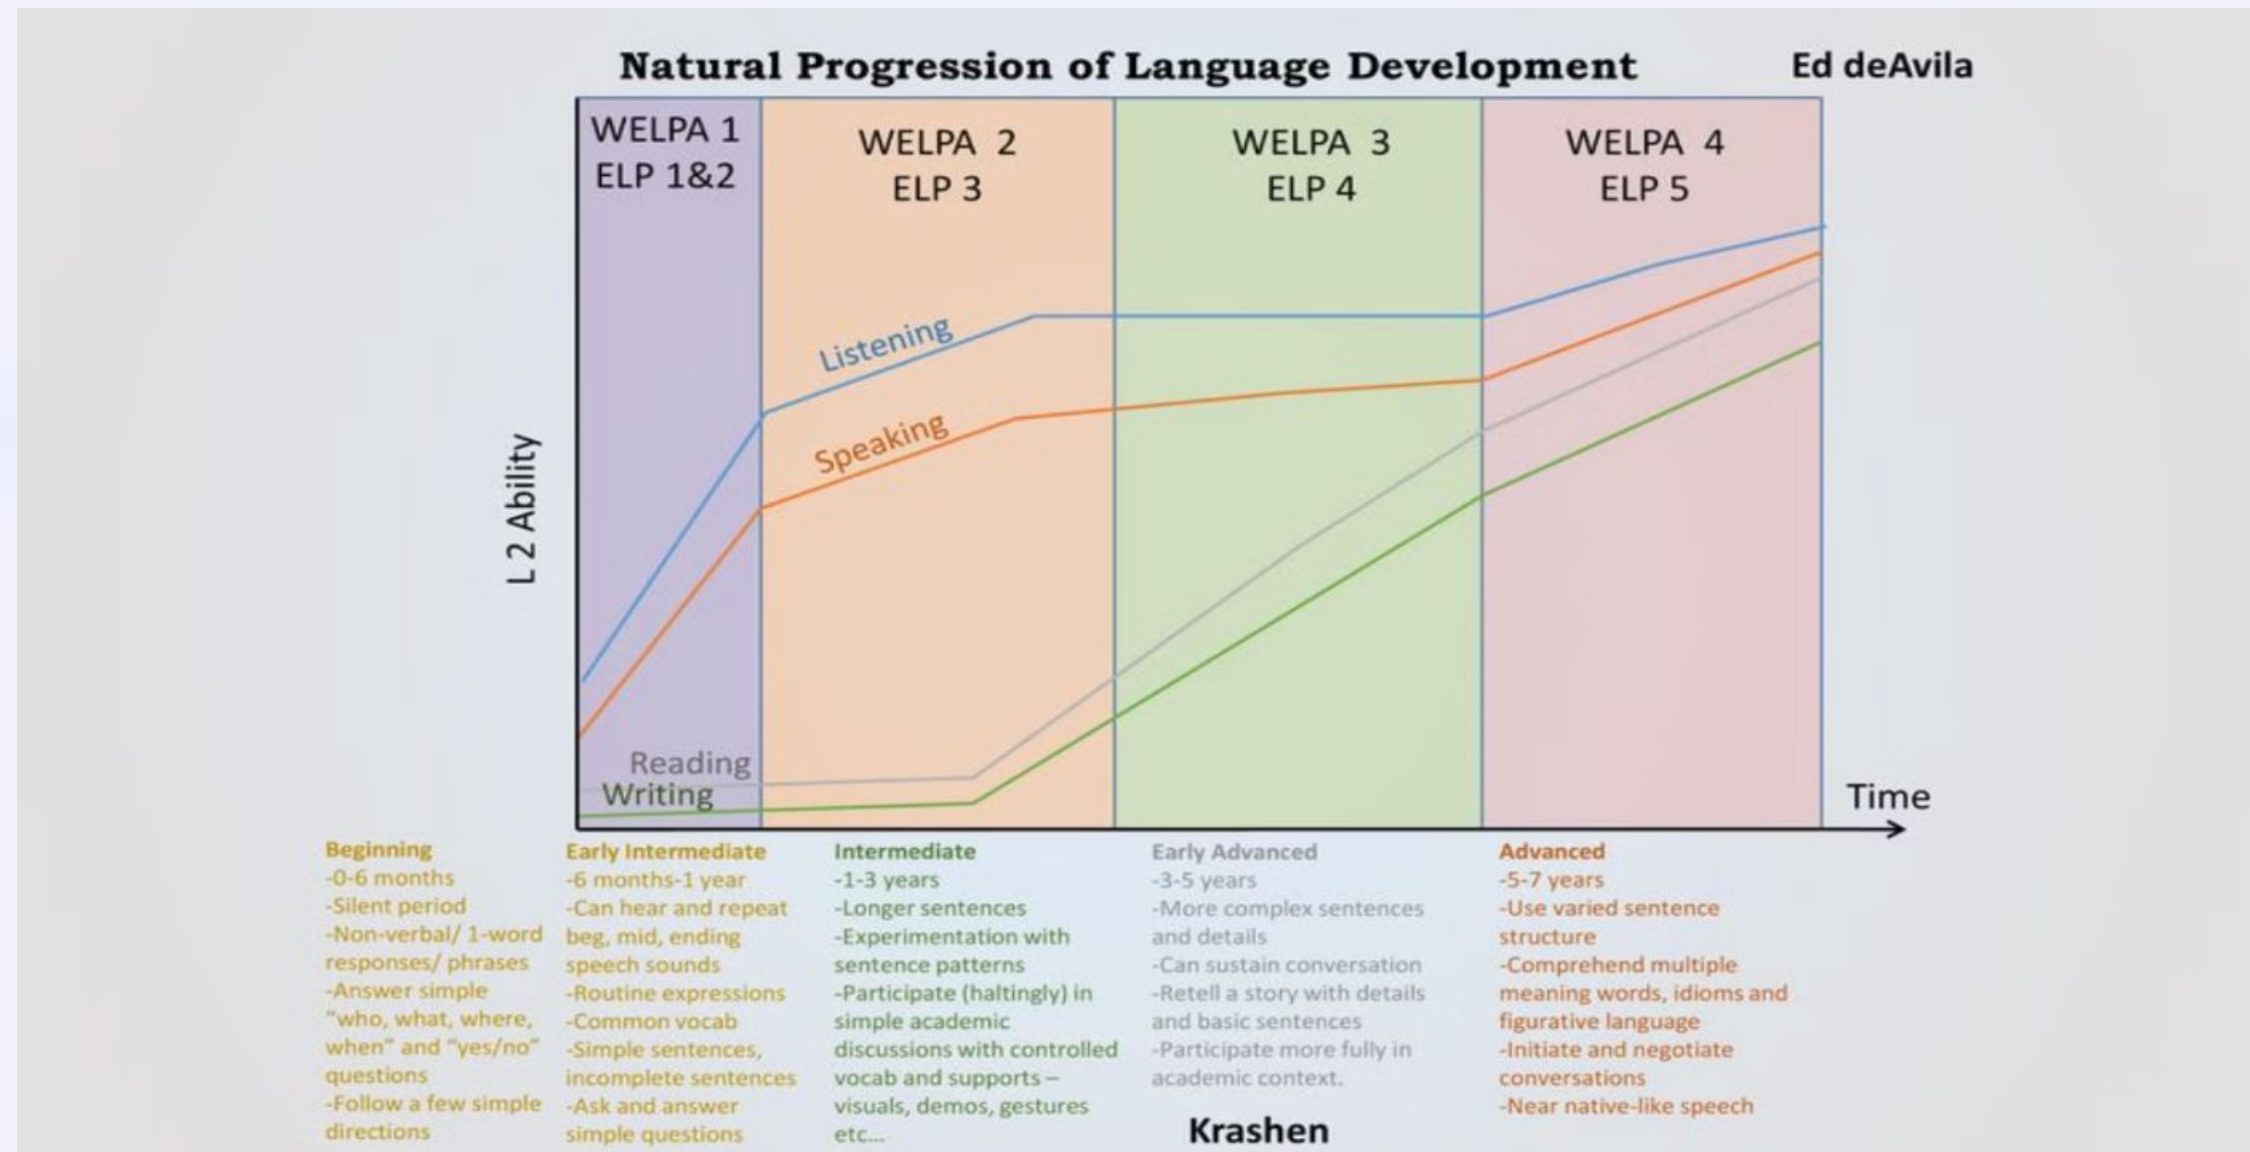 Natural Progression of Language Development
Ed deAvila
WELPA 1
ELP 1&2
WELPA 2
ELP 3
WELPA 3
ELP 4
WELPA 4
ELP 5
L 2 Ability
Listening
Speaking
Reading
Writing
Time
Beginning
-0-6 months
-Silent period
-Non-verbal/ 1-word
responses/ phrases
-Answer simple
"who, what, where,
when" and "yes/no"
questions
-Follow a few simple
directions
Early Intermediate
-6 months-1 year
-Can hear and repeat
beg, mid, ending
speech sounds
-Routine expressions
-Common vocab
-Simple sentences,
incomplete sentences
-Ask and answer
simple questions
Intermediate
-1-3 years
-Longer sentences
-Experimentation with
sentence patterns
-Participate (haltingly) in
simple academic
discussions with controlled
vocab and supports –
visuals, demos, gestures
etc...
Early Advanced
-3-5 years
-More complex sentences
and details
-Can sustain conversation
-Retell a story with details
and basic sentences
-Participate more fully in
academic context.
Krashen
Advanced
-5-7 years
-Use varied sentence
structure
-Comprehend multiple
meaning words, idioms and
figurative language
-Initiate and negotiate
conversations
-Near native-like speech